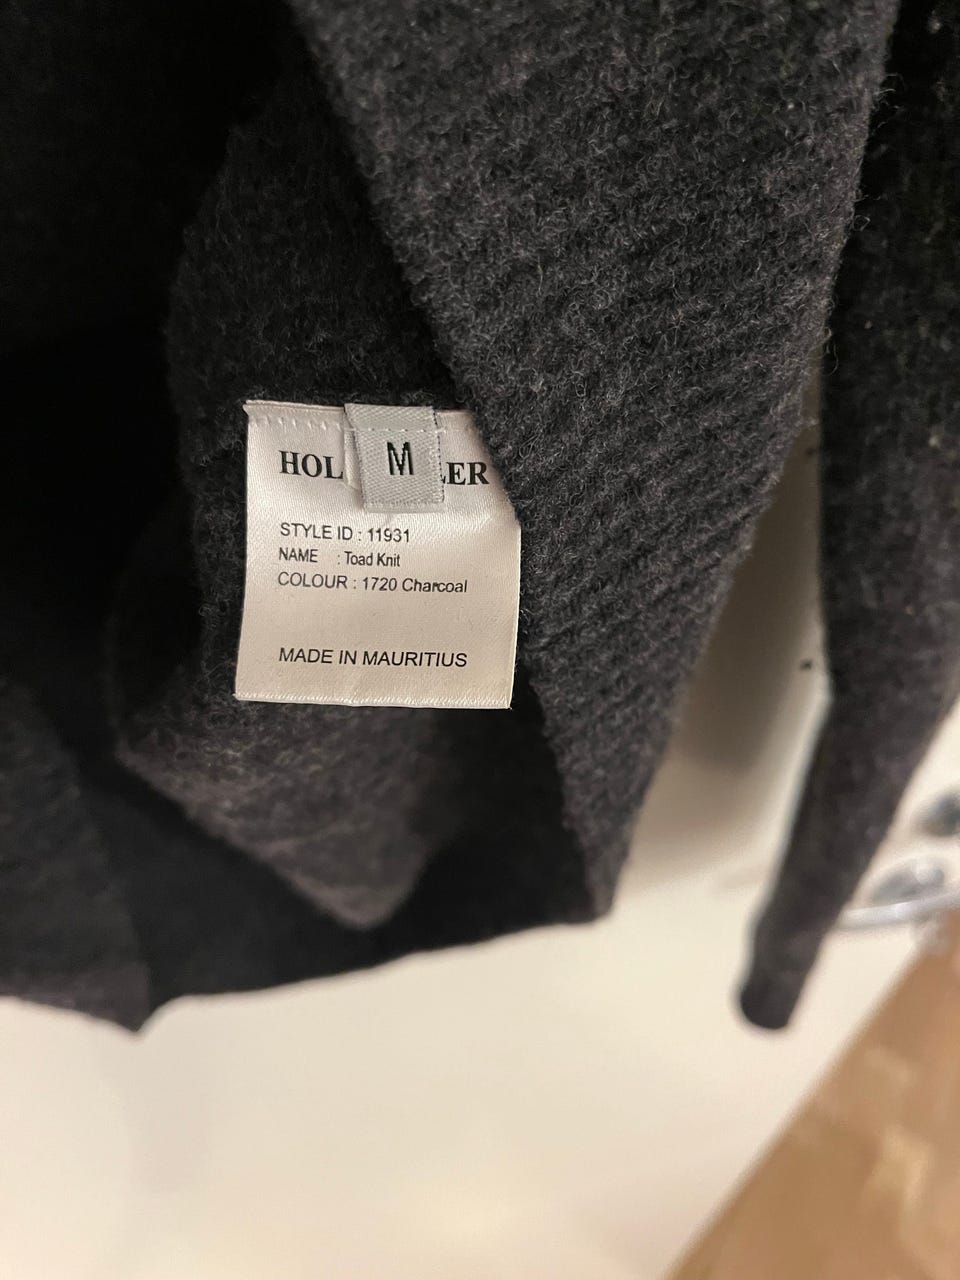 M
HOL LER
STYLE ID : 11931
NAME : Toad Knit
COLOUR : 1720 Charcoal
MADE IN MAURITIUS